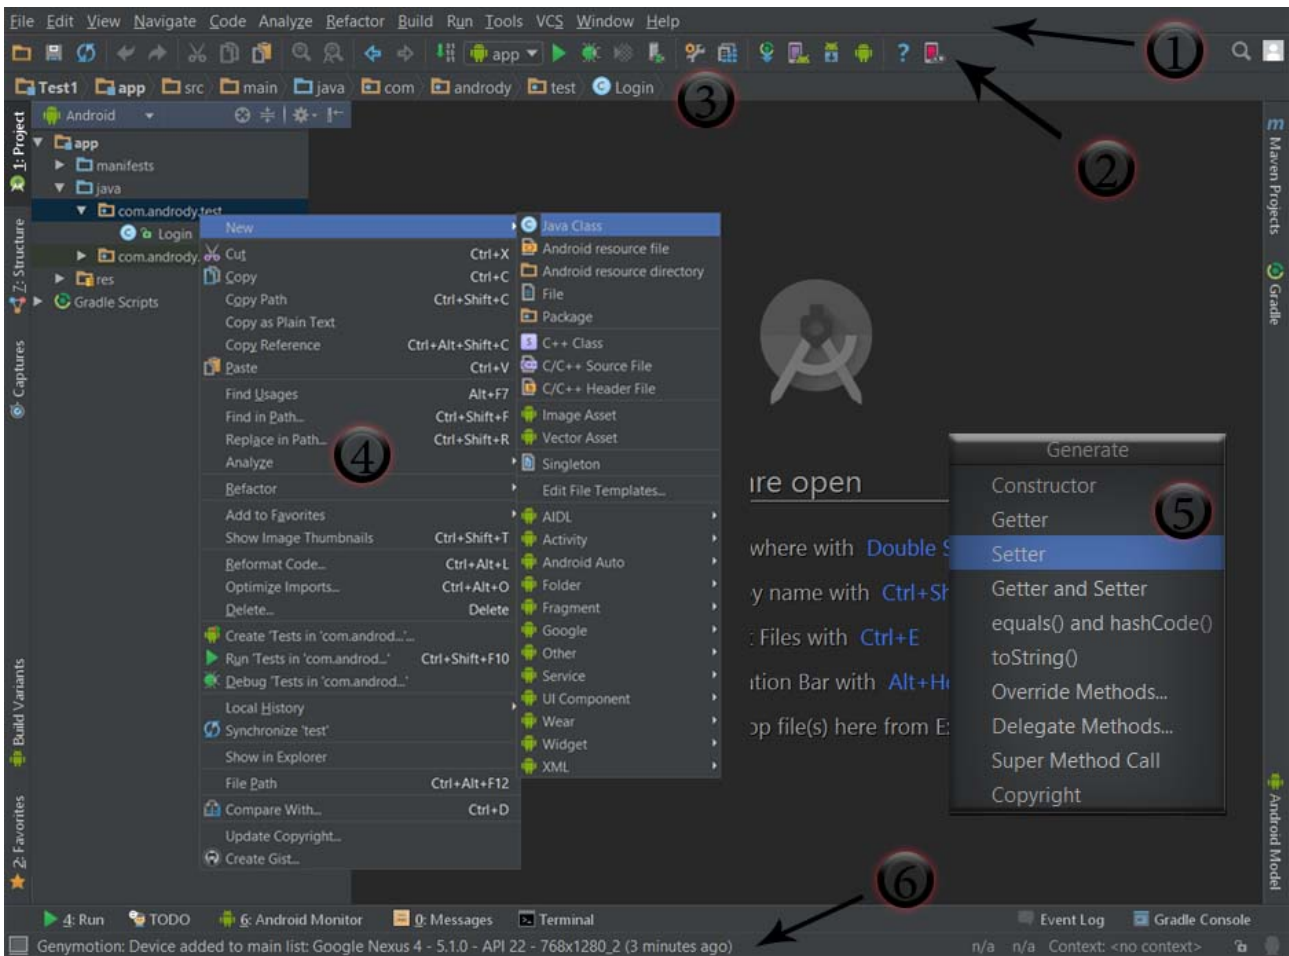 File Edit View Navigate Code Analyze Refactor Build Run Tools VCS Window Help
1
app
?
2
Test1 app src main java com andrody test Login
3
1: Project
Z: Structure
Captures
Build Variants
2: Favorites
Android
app
manifests
java
com.andrody.test
Login
com.andrody.
res
Gradle Scripts
New
Cut Ctrl+X
Copy Ctrl+C
Copy Path Ctrl+Shift+C
Copy as Plain Text
Copy Reference Ctrl+Alt+Shift+C
Paste Ctrl+V
Find Usages Alt+F7
Find in Path... Ctrl+Shift+F
Replace in Path... Ctrl+Shift+R
4
Analyze
Refactor
Add to Favorites
Show Image Thumbnails Ctrl+Shift+T
Reformat Code... Ctrl+Alt+L
Optimize Imports... Ctrl+Alt+O
Delete... Delete
Create 'Tests in 'com.androd...'...
Run 'Tests in 'com.androd...' Ctrl+Shift+F10
Debug 'Tests in 'com.androd...'
Local History
Synchronize 'test'
Show in Explorer
File Path Ctrl+Alt+F12
Compare With... Ctrl+D
Update Copyright...
Create Gist...
Java Class
Android resource file
Android resource directory
File
Package
C++ Class
C/C++ Source File
C/C++ Header File
Image Asset
Vector Asset
Singleton
Edit File Templates...
AIDL
Activity
Android Auto
Folder
Fragment
Google
Other
Service
UI Component
Wear
Widget
XML
are open
where with Double S
y name with Ctrl+Sh
t Files with Ctrl+E
ation Bar with Alt+Ho
op file(s) here from Ex
Generate
Constructor
5
Getter
Setter
Getter and Setter
equals() and hashCode()
toString()
Override Methods...
Delegate Methods...
Super Method Call
Copyright
m Maven Projects
Gradle
Android Model
6
4: Run TODO 6: Android Monitor 0: Messages Terminal Event Log Gradle Console
Genymotion: Device added to main list: Google Nexus 4 - 5.1.0 - API 22 - 768x1280_2 (3 minutes ago) n/a n/a Context: <no context>